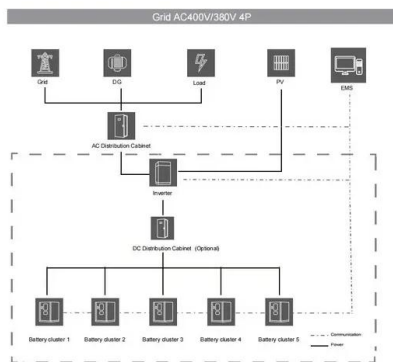 Grid AC400V/380V 4P
Grid
DG
Load
PV
EMS
AC Distribution Cabinet
Inverter
DC Distribution Cabinet (Optional)
Battery cluster 1
Battery cluster 2
Battery cluster 3
Battery cluster 4
Battery cluster 5
Communication
Power